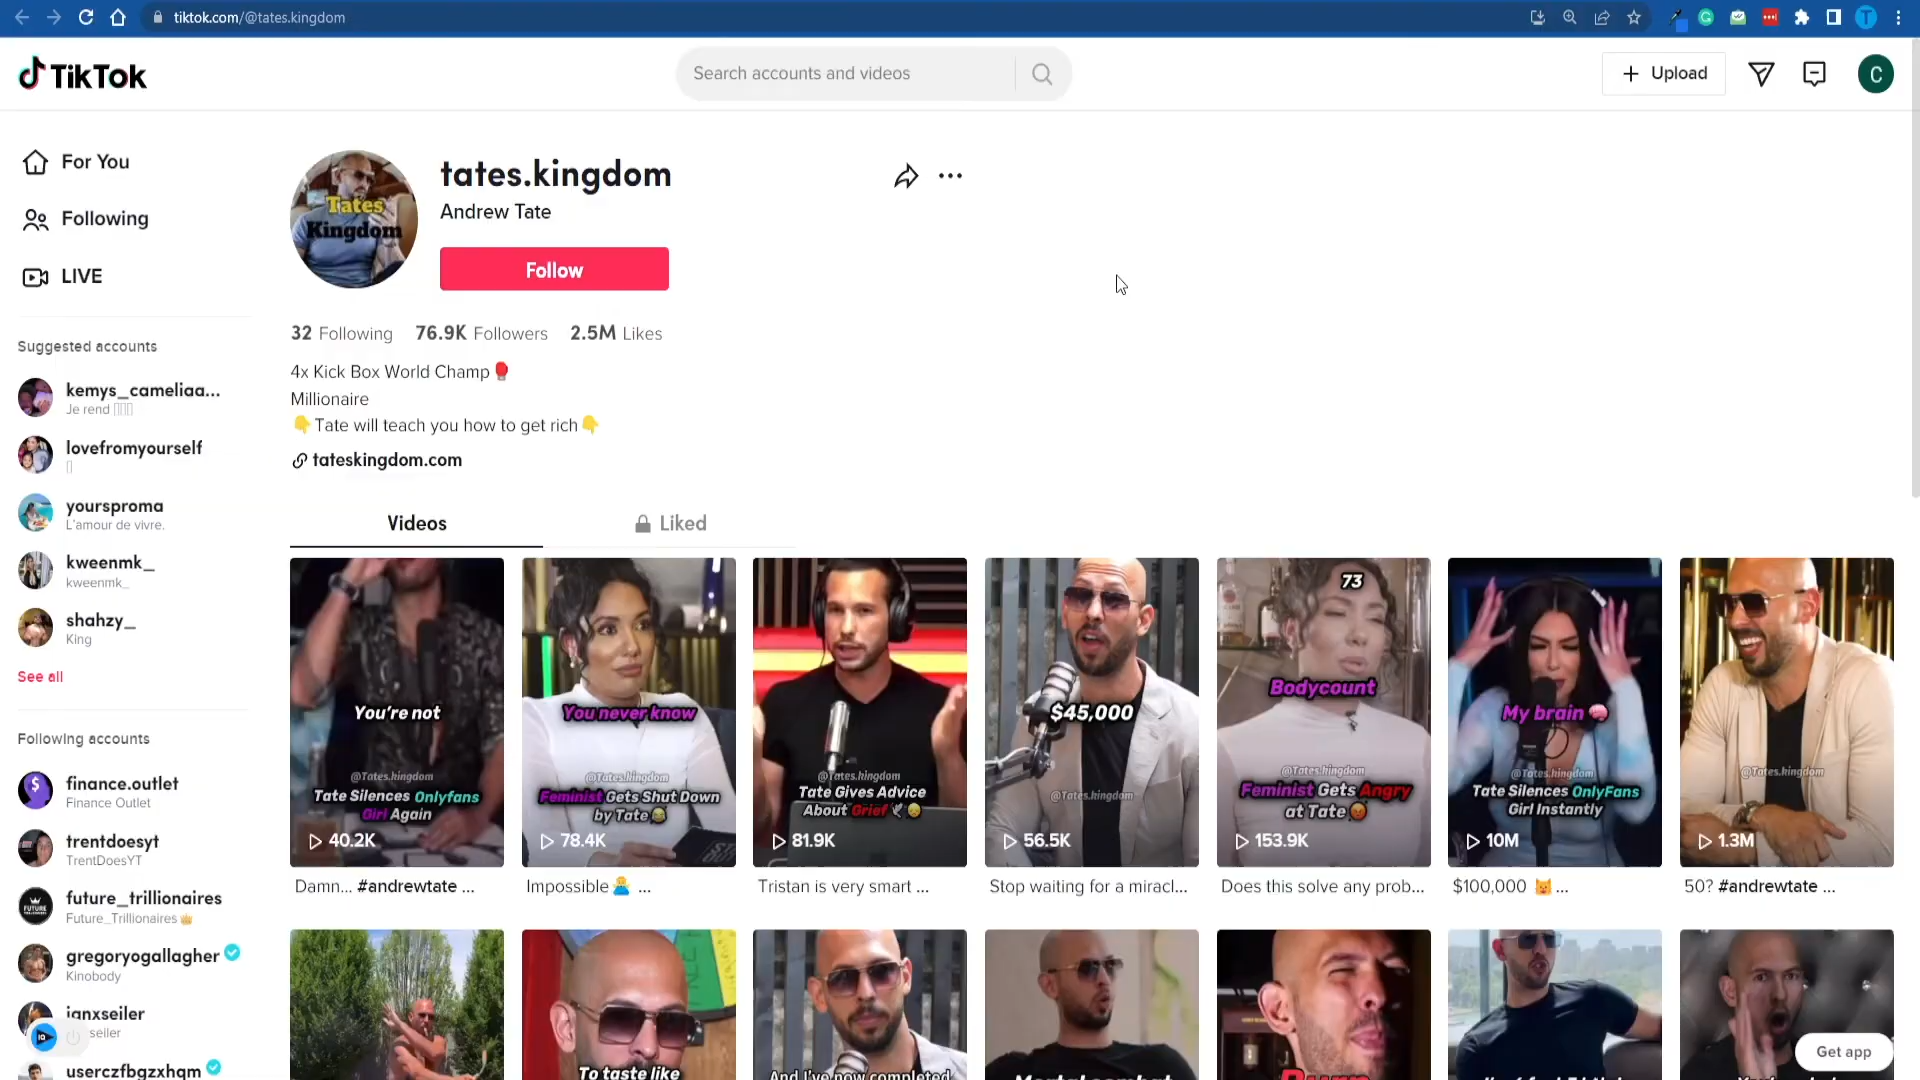 tiktok.com/@tates.kingdom
TikTok
Search accounts and videos
Upload
C
For You
Following
LIVE
Suggested accounts
kemys_cameliaa...
Je rend
lovefromyourself
yoursproma
L'amour de vivre.
kweenmk_
kweenmk_
shahzy_
King
See all
Following accounts
finance.outlet
Finance Outlet
trentdoesyt
TrentDoesYT
future_trillionaires
Future_Trillionaires
gregoryogallagher
Kinobody
ianxseiler
seiler
userczfbgzxhqm
tates.kingdom
Andrew Tate
Follow
Tates
Kingdom
32 Following 76.9K Followers 2.5M Likes
4x Kick Box World Champ🥊
Millionaire
👇Tate will teach you how to get rich👇
tateskingdom.com
Videos
Liked
You're not
@Tates.kingdom
Tate Silences Onlyfans
Girl Again
40.2K
Damn... #andrewtate ...
You never know
@Tates.kingdom
Feminist Gets Shut Down
by Tate
78.4K
Impossible ...
@Tates.kingdom
Tate Gives Advice
About Grief
81.9K
Tristan is very smart ...
$45,000
@Tates.kingdom
56.5K
Stop waiting for a miracl...
73
Bodycount
@Tates.kingdom
Feminist Gets Angry
at Tate
153.9K
Does this solve any prob...
My brain
@Tates.kingdom
Tate Silences OnlyFans
Girl Instantly
10M
$100,000 ...
@Tates.kingdom
1.3M
50? #andrewtate ...
To taste like
And I've now completed
Mortal combat
Get app